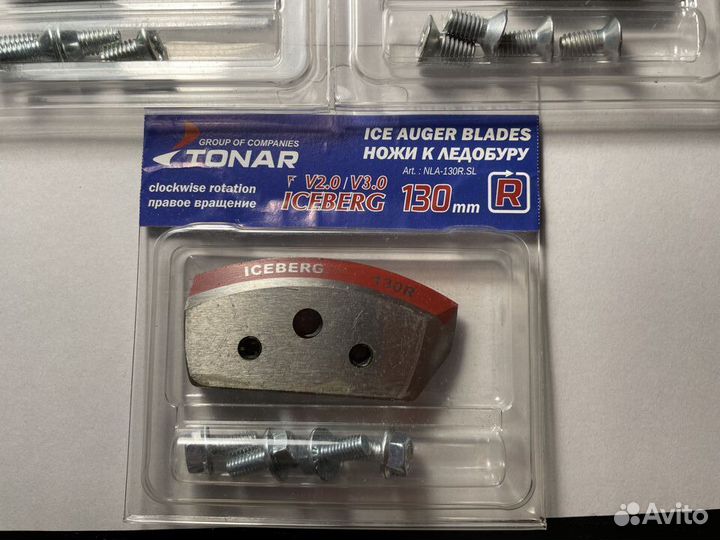 GROUP OF COMPANIES
TONAR
ICE AUGER BLADES
НОЖИ К ЛЕДОБУРУ
Art.: NLA-130R.SL
clockwise rotation
правое вращение
V2.0 / V3.0
ICEBERG
130mm
R
ICEBERG 130R
Avito